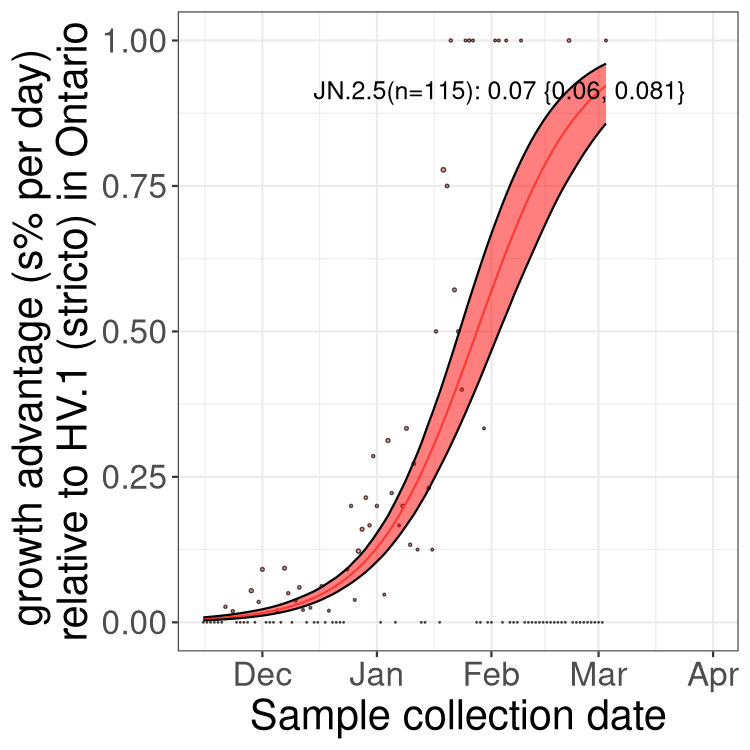 growth advantage (s% per day)
relative to HV.1 (stricto) in Ontario
1.00
0.75
0.50
0.25
0.00
JN.2.5(n=115): 0.07 {0.06, 0.081}
Dec Jan Feb Mar Apr
Sample collection date